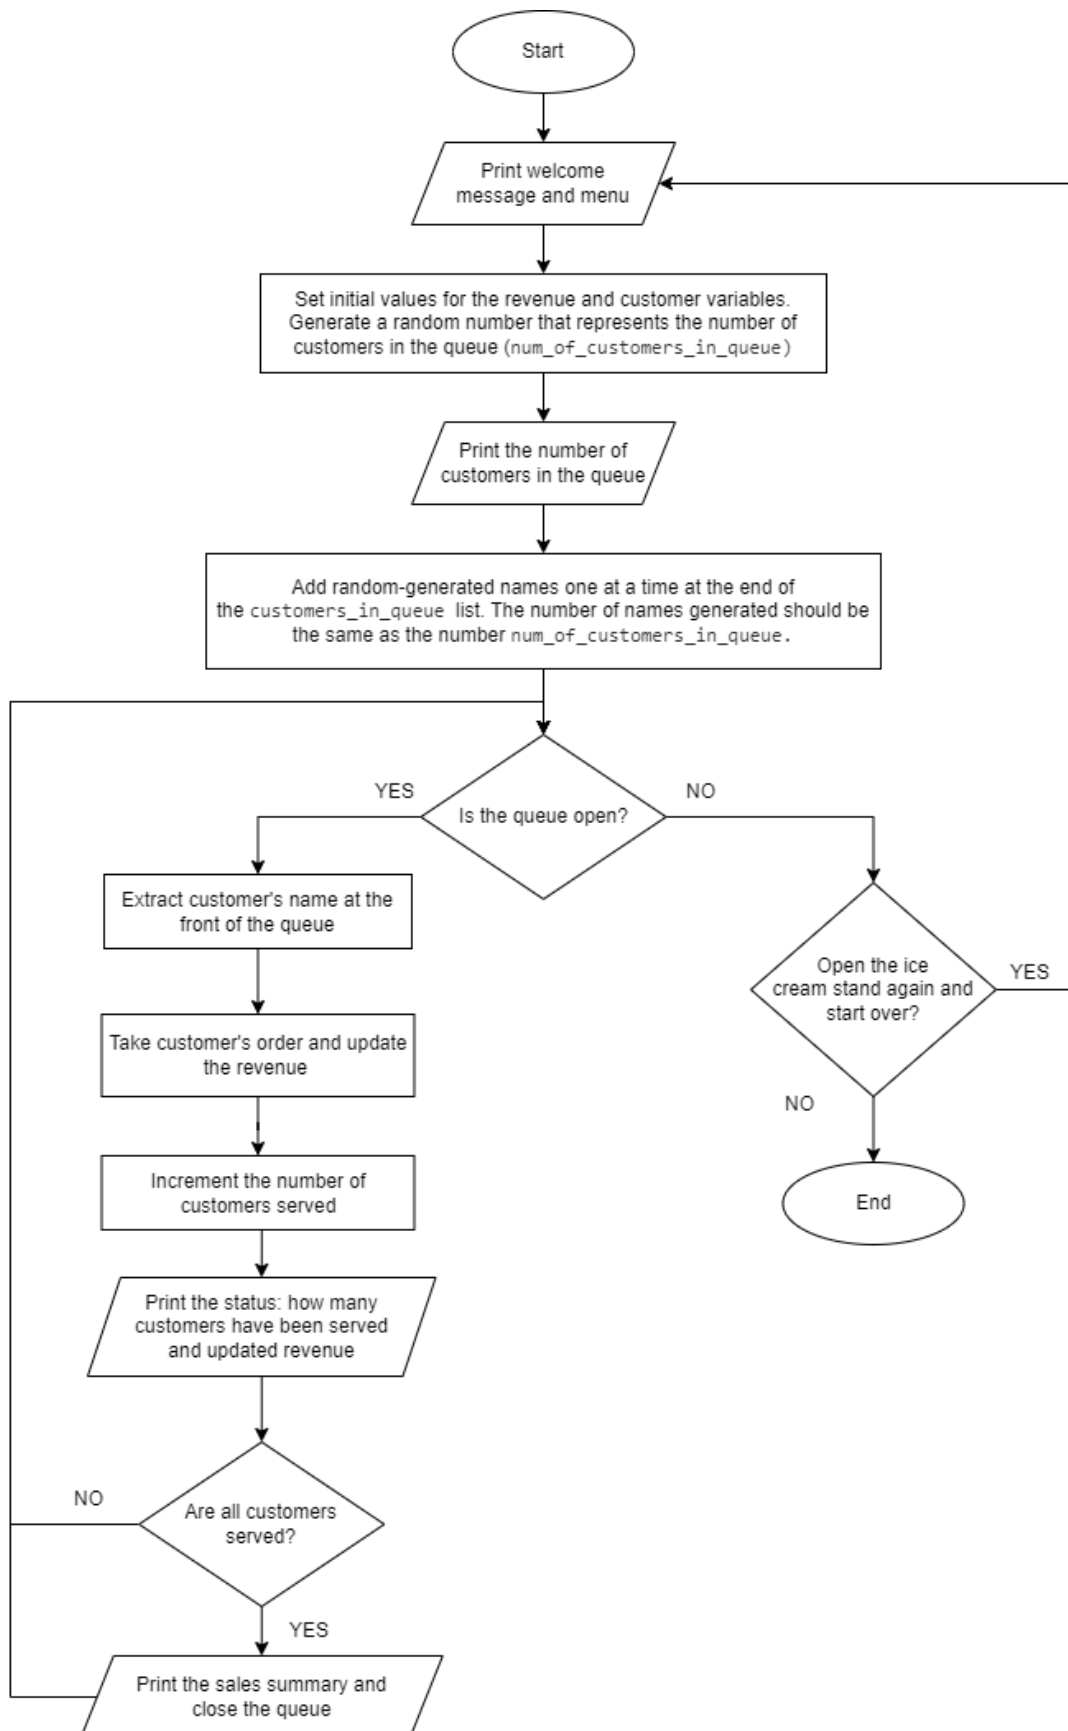 Start
Print welcome
message and menu
Set initial values for the revenue and customer variables.
Generate a random number that represents the number of
customers in the queue (num_of_customers_in_queue)
Print the number of
customers in the queue
Add random-generated names one at a time at the end of
the customers_in_queue list. The number of names generated should be
the same as the number num_of_customers_in_queue.
YES
NO
Is the queue open?
Extract customer's name at the
front of the queue
Open the ice
cream stand again and
start over?
YES
Take customer's order and update
the revenue
NO
Increment the number of
customers served
End
Print the status: how many
customers have been served
and updated revenue
NO
Are all customers
served?
YES
Print the sales summary and
close the queue